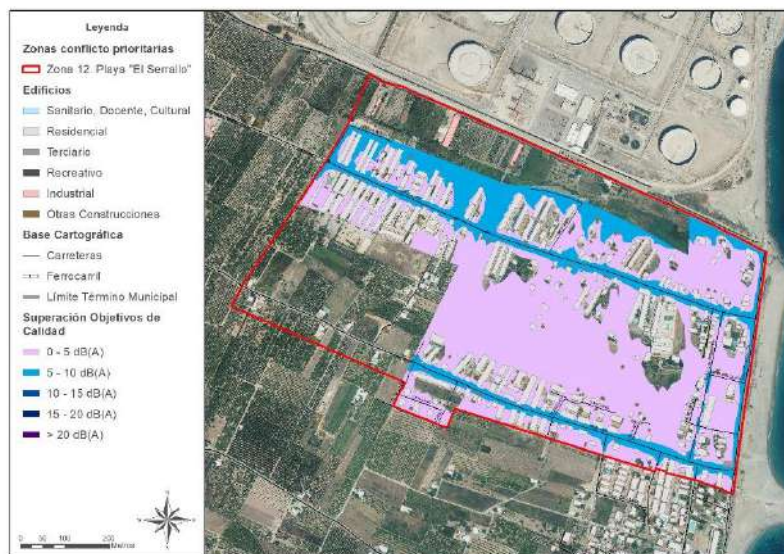 Leyenda
Zonas conflicto prioritarias
Zona 12. Playa "El Serrallo"
Edificios
Sanitario, Docente, Cultural
Residencial
Terciario
Recreativo
Industrial
Otras Construcciones
Base Cartográfica
Carreteras
Ferrocarril
Límite Término Municipal
Superación Objetivos de
Calidad
0 - 5 dB(A)
5 - 10 dB(A)
10 - 15 dB(A)
15 - 20 dB(A)
> 20 dB(A)
0 50 100 200
Metros